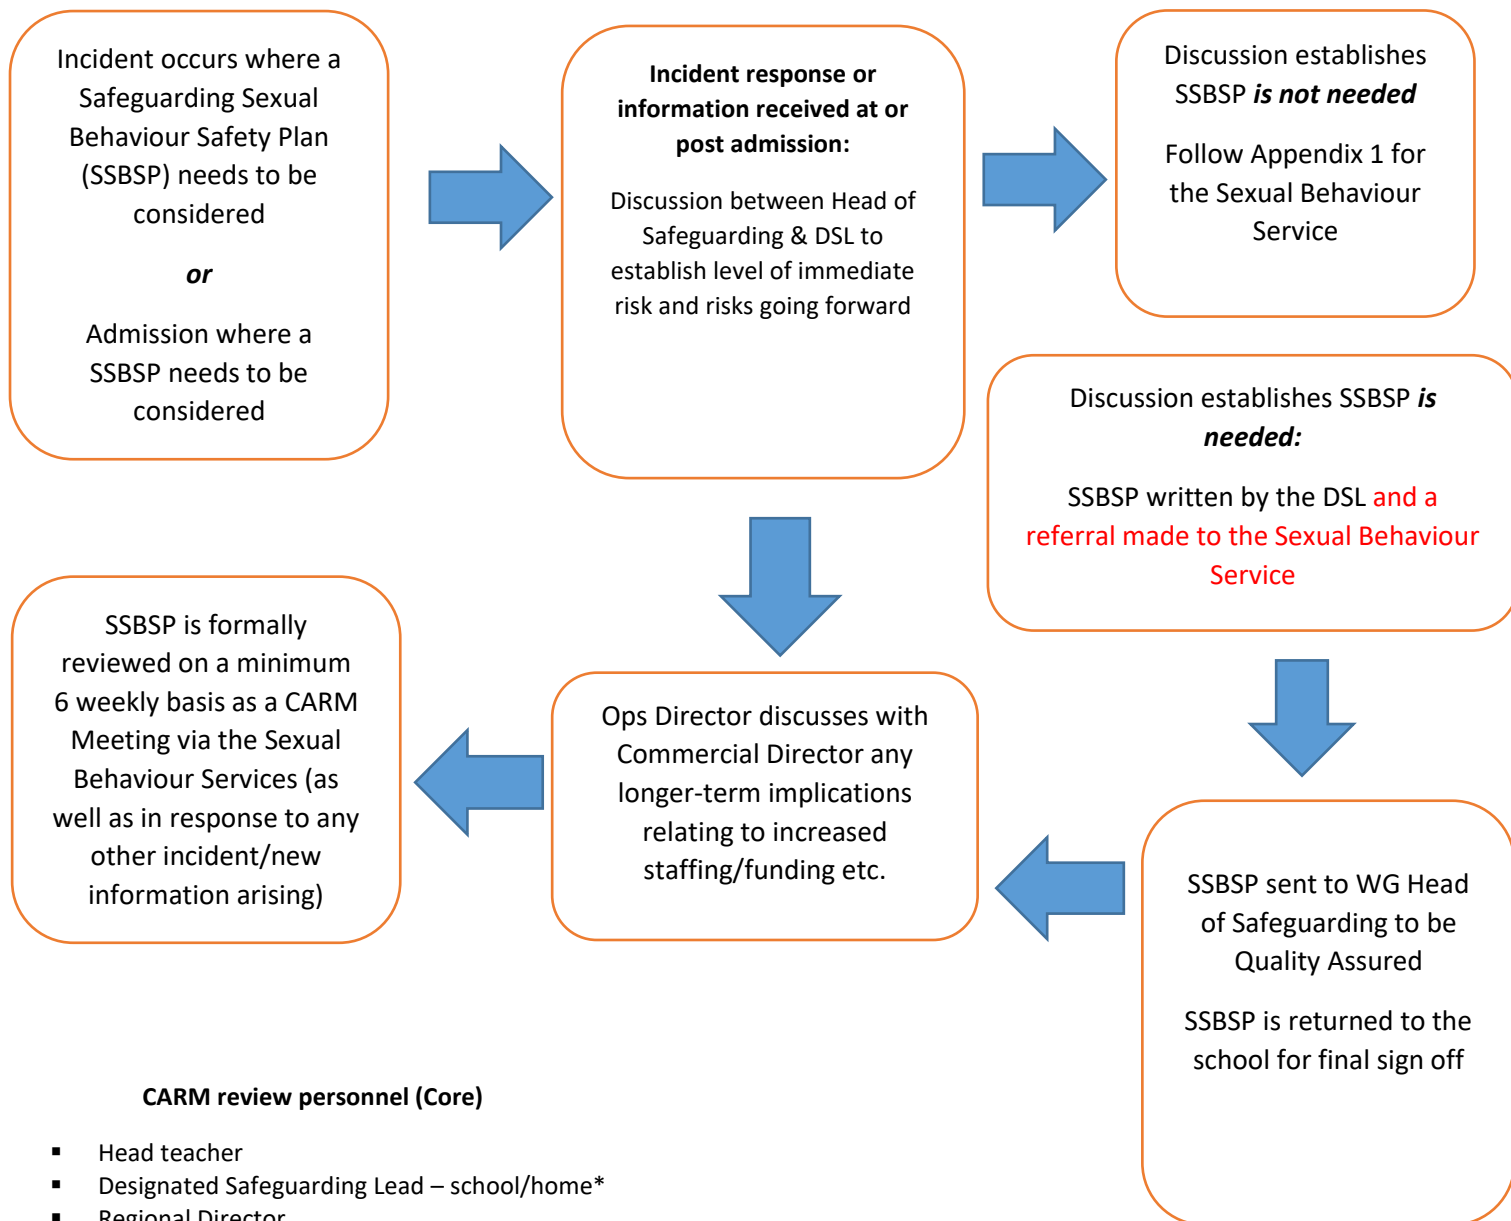 Incident occurs where a
Safeguarding Sexual
Behaviour Safety Plan
(SSBSP) needs to be
considered
or
Admission where a
SSBSP needs to be
considered
Incident response or
information received at or
post admission:
Discussion between Head of
Safeguarding & DSL to
establish level of immediate
risk and risks going forward
Discussion establishes
SSBSP is not needed
Follow Appendix 1 for
the Sexual Behaviour
Service
Discussion establishes SSBSP is
needed:
SSBSP written by the DSL and a
referral made to the Sexual Behaviour
Service
SSBSP is formally
reviewed on a minimum
6 weekly basis as a CARM
Meeting via the Sexual
Behaviour Services (as
well as in response to any
other incident/new
information arising)
Ops Director discusses with
Commercial Director any
longer-term implications
relating to increased
staffing/funding etc.
SSBSP sent to WG Head
of Safeguarding to be
Quality Assured
SSBSP is returned to the
school for final sign off
CARM review personnel (Core)
▪ Head teacher
▪ Designated Safeguarding Lead – school/home*
▪ Regional Director